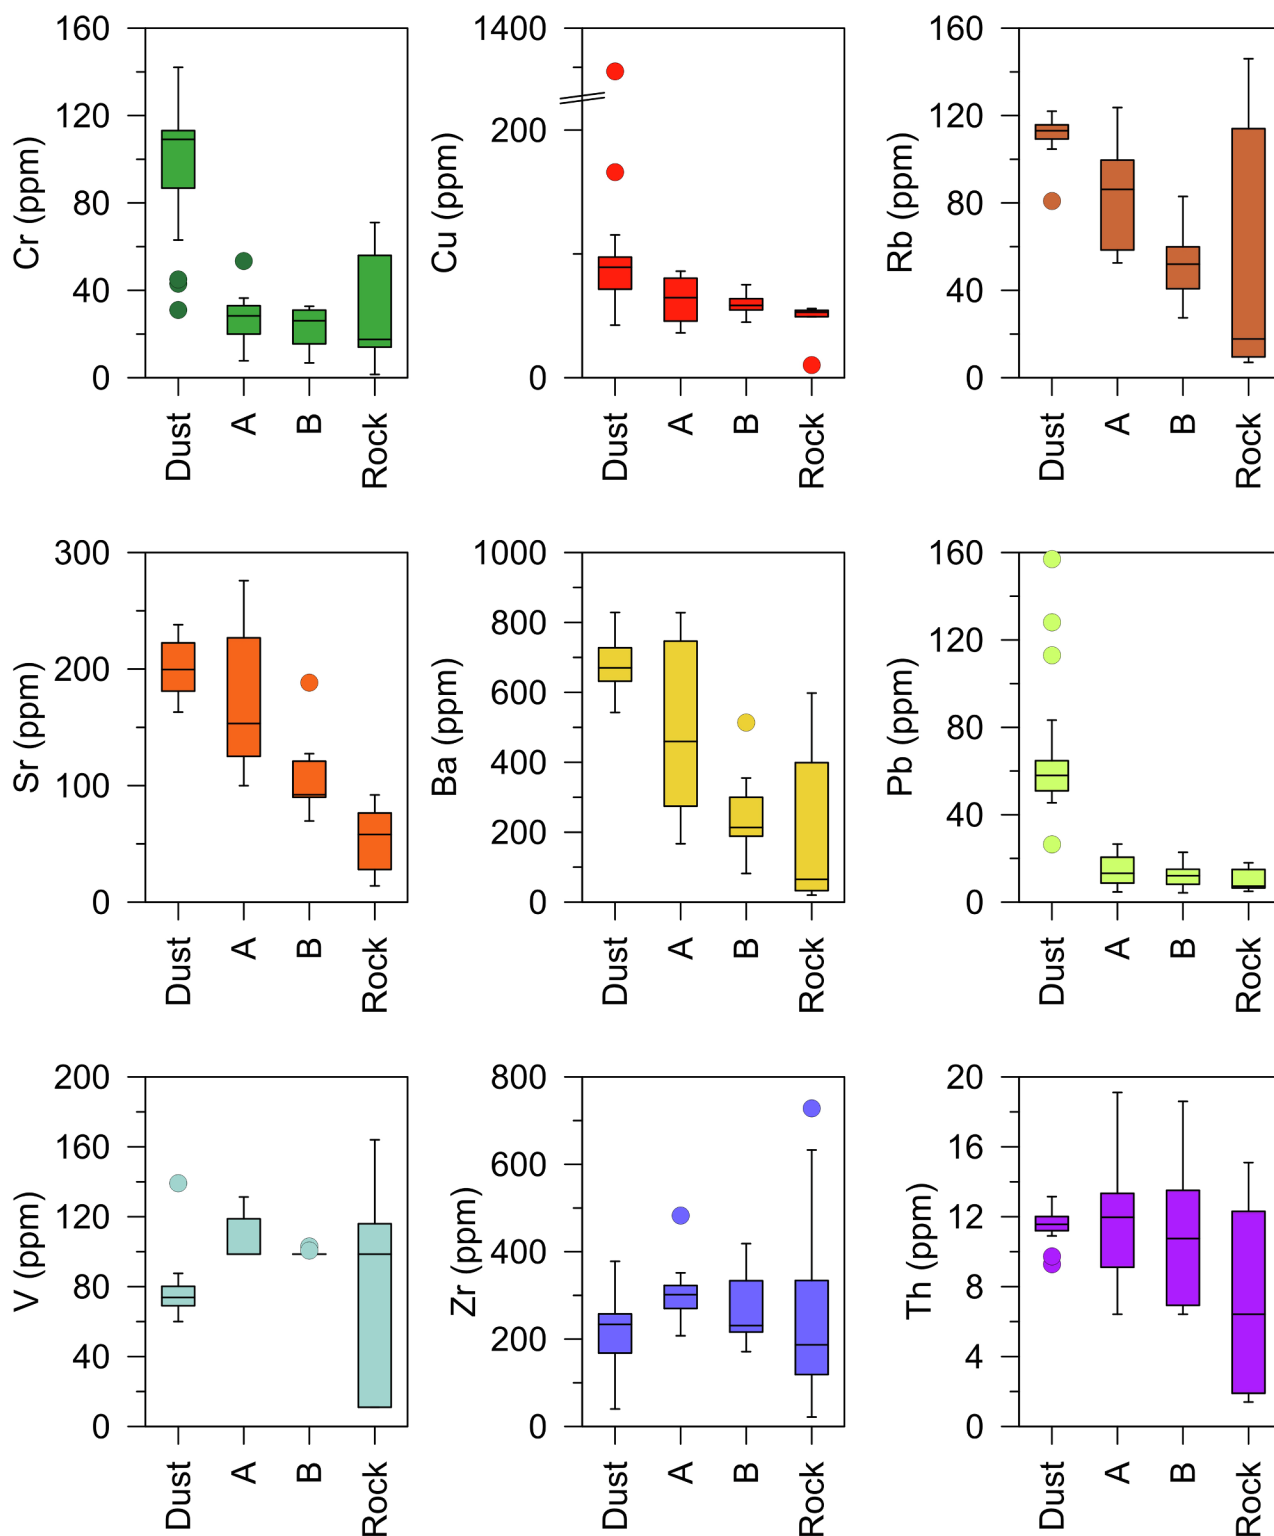 160
120
80
40
0
Cr (ppm)
Dust
A
B
Rock
1400
200
0
Cu (ppm)
Dust
A
B
Rock
160
120
80
40
0
Rb (ppm)
Dust
A
B
Rock
300
200
100
0
Sr (ppm)
Dust
A
B
Rock
1000
800
600
400
200
0
Ba (ppm)
Dust
A
B
Rock
160
120
80
40
0
Pb (ppm)
Dust
A
B
Rock
200
160
120
80
40
0
V (ppm)
Dust
A
B
Rock
800
600
400
200
0
Zr (ppm)
Dust
A
B
Rock
20
16
12
8
4
0
Th (ppm)
Dust
A
B
Rock